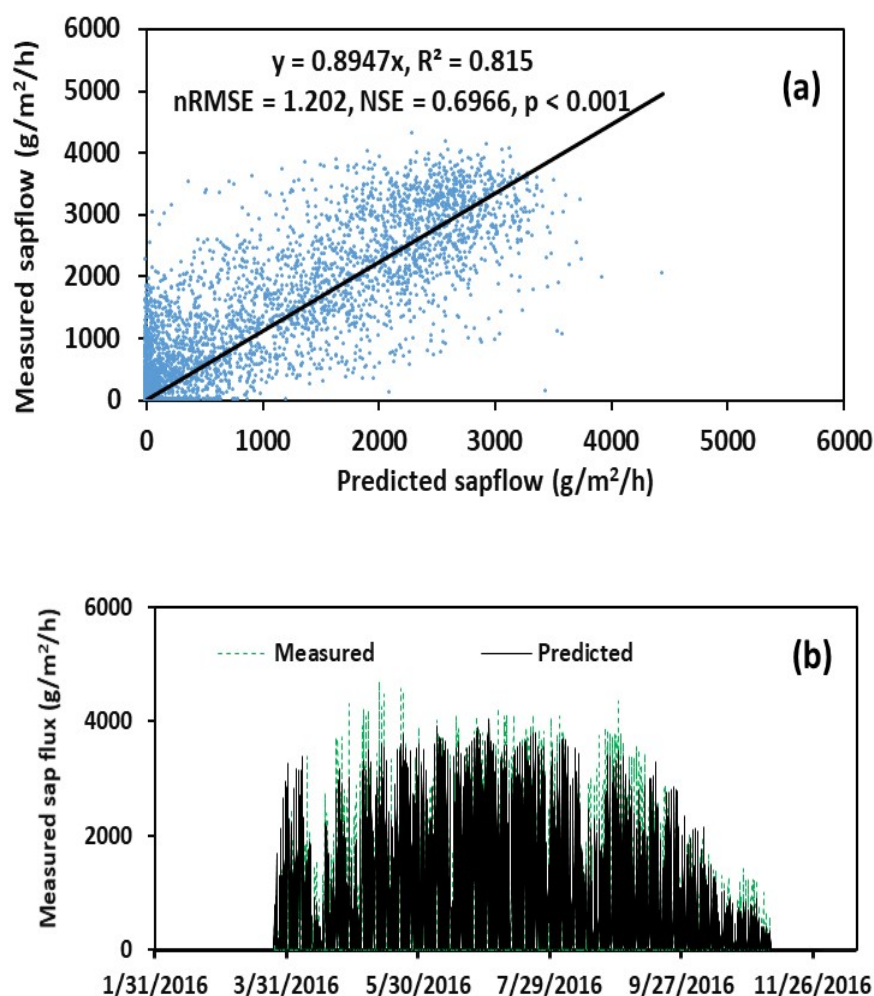 6000
y = 0.8947x, R² = 0.815
nRMSE = 1.202, NSE = 0.6966, p < 0.001
(a)
5000
4000
3000
2000
1000
0
Measured sapflow (g/m²/h)
0 1000 2000 3000 4000 5000 6000
Predicted sapflow (g/m²/h)
6000
Measured Predicted (b)
4000
2000
0
Measured sap flux (g/m²/h)
1/31/2016 3/31/2016 5/30/2016 7/29/2016 9/27/2016 11/26/2016